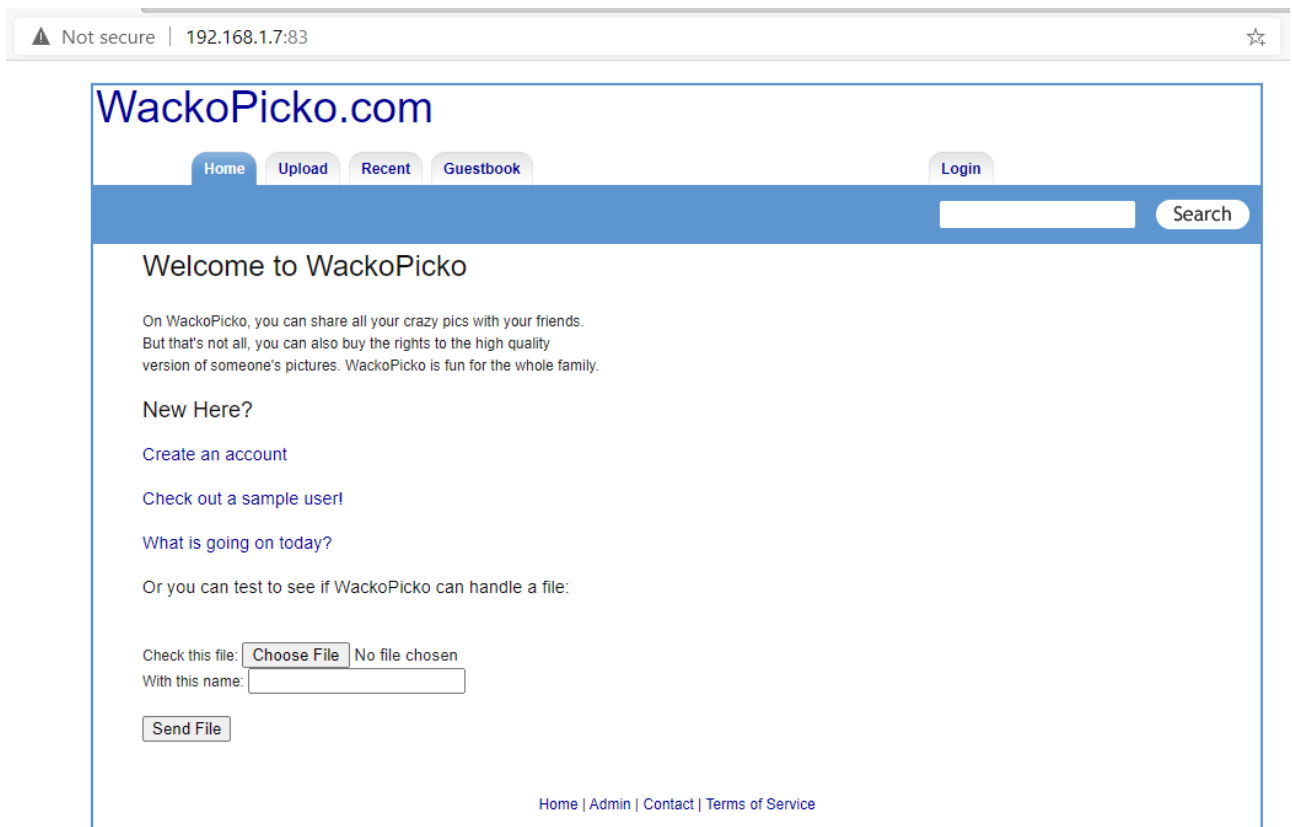 Not secure | 192.168.1.7:83
WackoPicko.com
Home Upload Recent Guestbook Login
Search
Welcome to WackoPicko
On WackoPicko, you can share all your crazy pics with your friends.
But that's not all, you can also buy the rights to the high quality
version of someone's pictures. WackoPicko is fun for the whole family.
New Here?
Create an account
Check out a sample user!
What is going on today?
Or you can test to see if WackoPicko can handle a file:
Check this file: Choose File No file chosen
With this name:
Send File
Home | Admin | Contact | Terms of Service